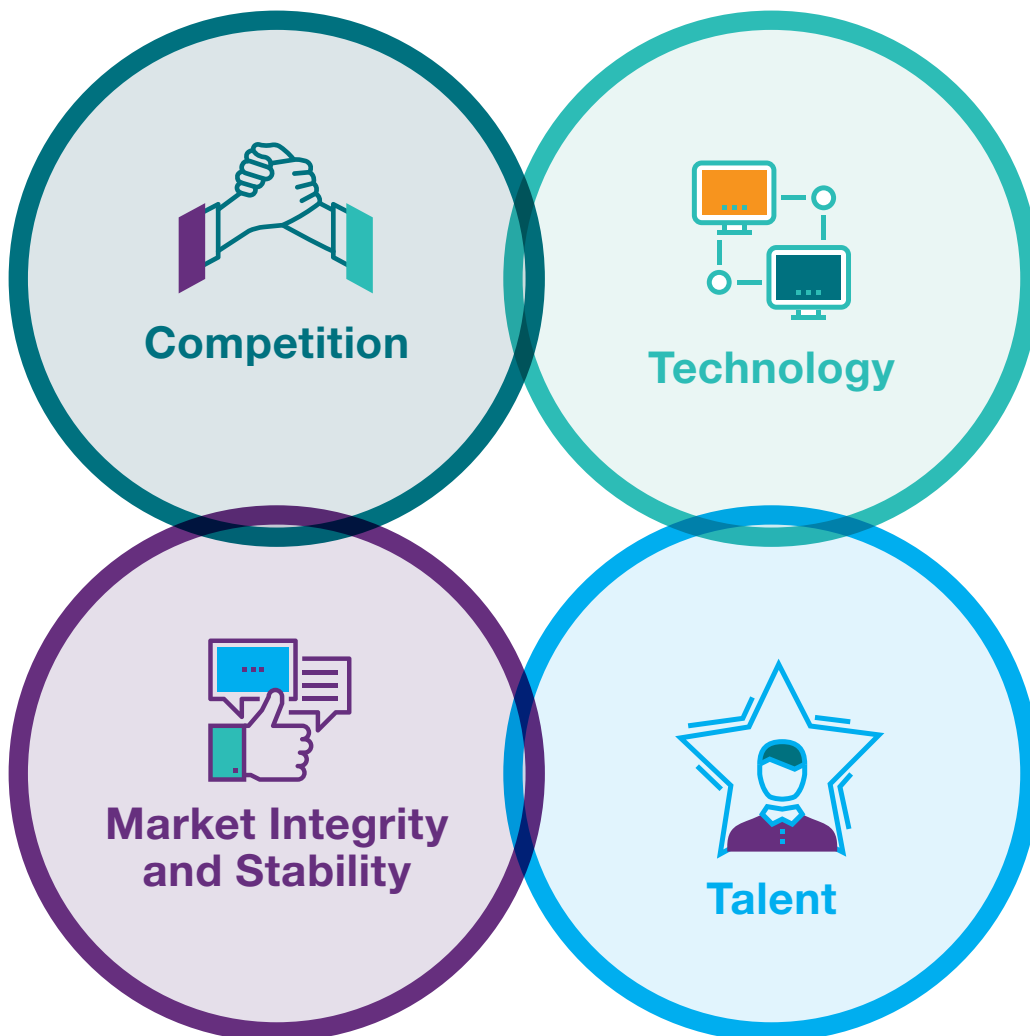 Competition
Technology
Market Integrity
and Stability
Talent